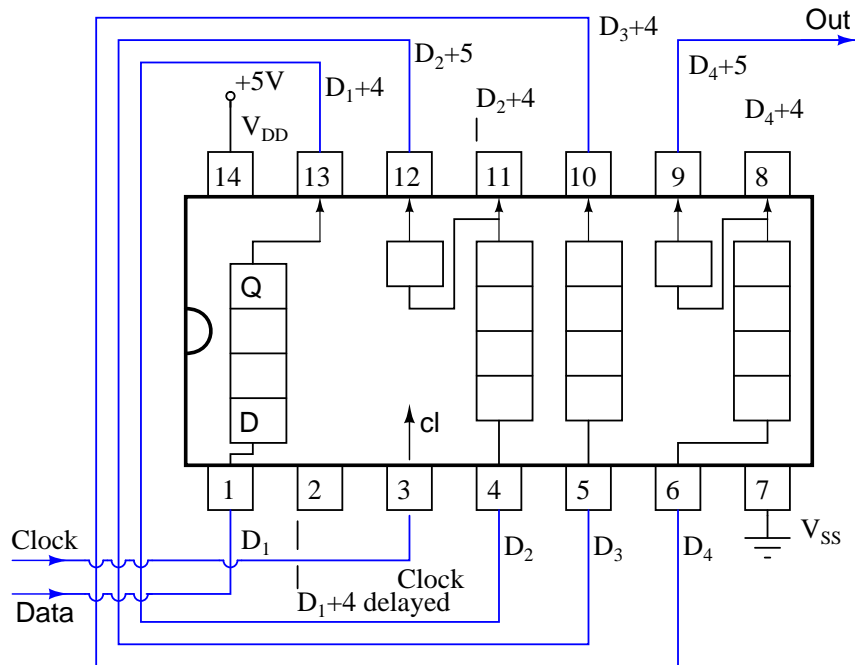 Out
D3+4
D2+5
D4+5
D1+4
+5V
D2+4
D4+4
VDD
14
13
12
11
10
9
8
Q
D
cl
1
2
3
4
5
6
7
Clock
D1
D2
D3
D4
VSS
Clock
Data
D1+4 delayed